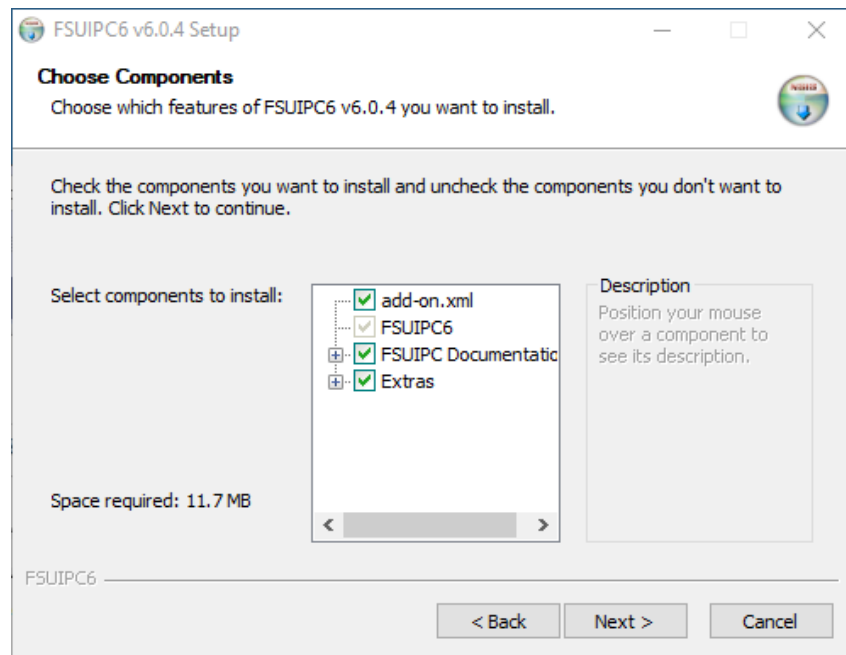 FSUIPC6 v6.0.4 Setup
Choose Components
Choose which features of FSUIPC6 v6.0.4 you want to install.
Check the components you want to install and uncheck the components you don't want to
install. Click Next to continue.
Select components to install:
add-on.xml
FSUIPC6
FSUIPC Documentatic
Extras
Description
Position your mouse
over a component to
see its description.
Space required: 11.7 MB
FSUIPC6
< Back
Next >
Cancel